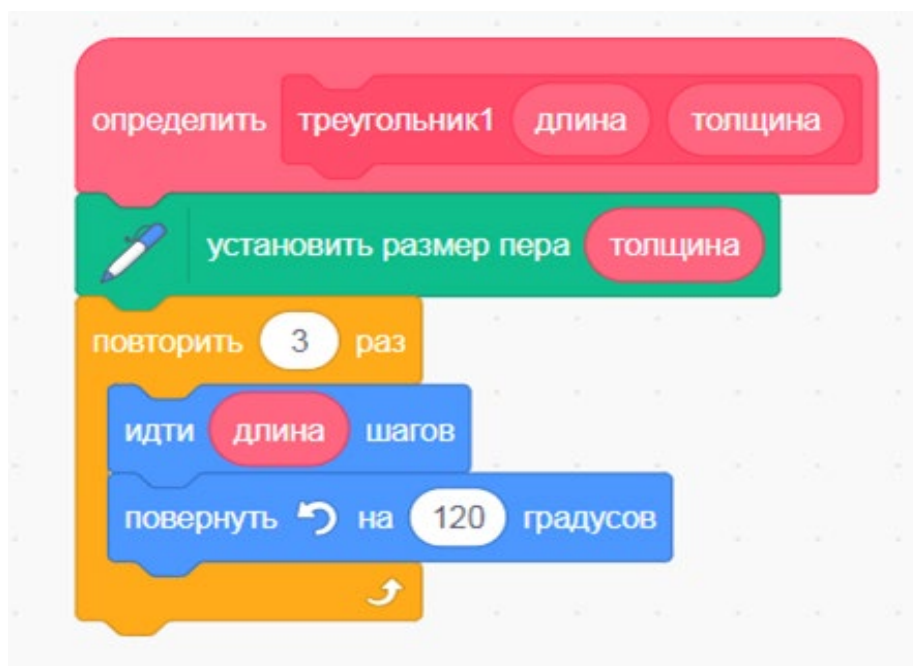 определить треугольник1 длина толщина
установить размер пера толщина
повторить 3 раз
идти длина шагов
повернуть на 120 градусов